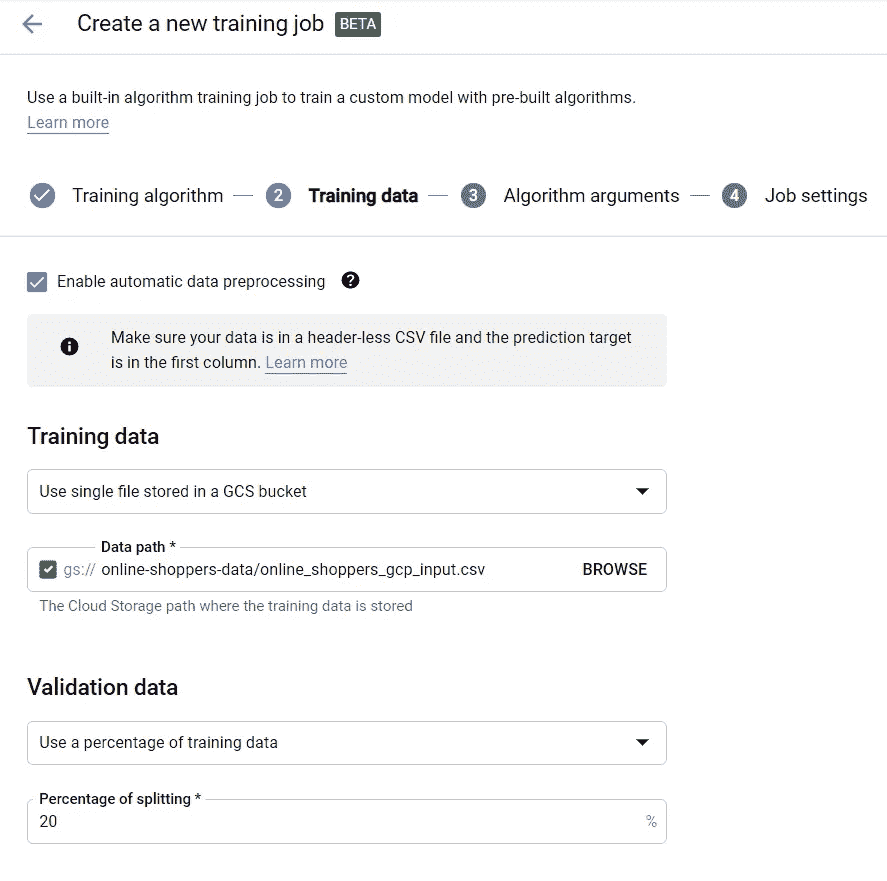 Create a new training job BETA
Use a built-in algorithm training job to train a custom model with pre-built algorithms.
Learn more
Training algorithm 2 Training data 3 Algorithm arguments 4 Job settings
Enable automatic data preprocessing ?
Make sure your data is in a header-less CSV file and the prediction target
is in the first column. Learn more
Training data
Use single file stored in a GCS bucket
Data path *
gs:// online-shoppers-data/online_shoppers_gcp_input.csv BROWSE
The Cloud Storage path where the training data is stored
Validation data
Use a percentage of training data
Percentage of splitting *
20 %